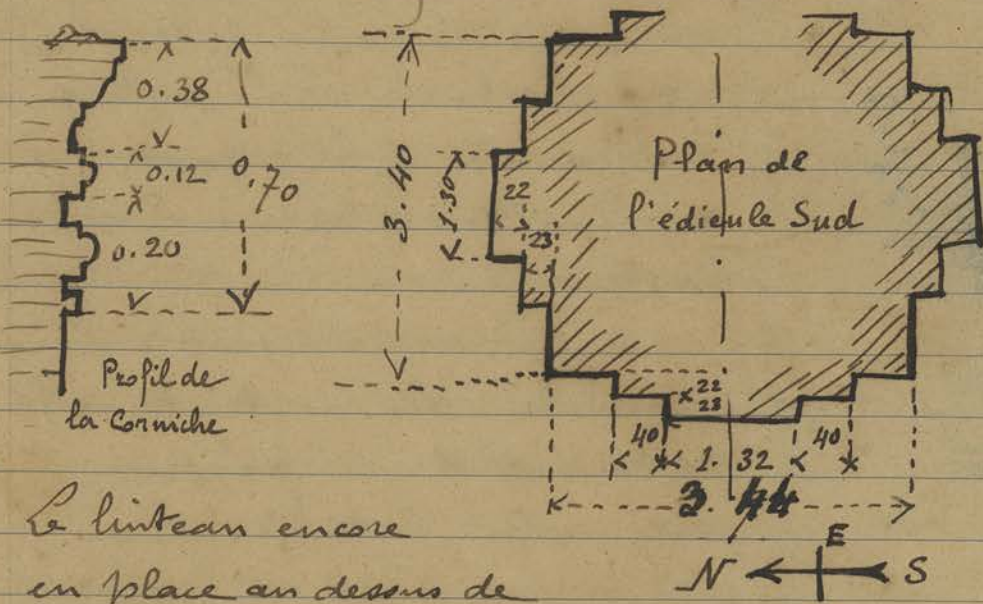 0.38
0.12
0,70
0.20
Profil de
la Corniche
3.40
1.30
22
23
Plan de
l'édicule Sud
22
23
40
1.32
40
3.44
E
N
S
Le linteau encore
en place au dessus de